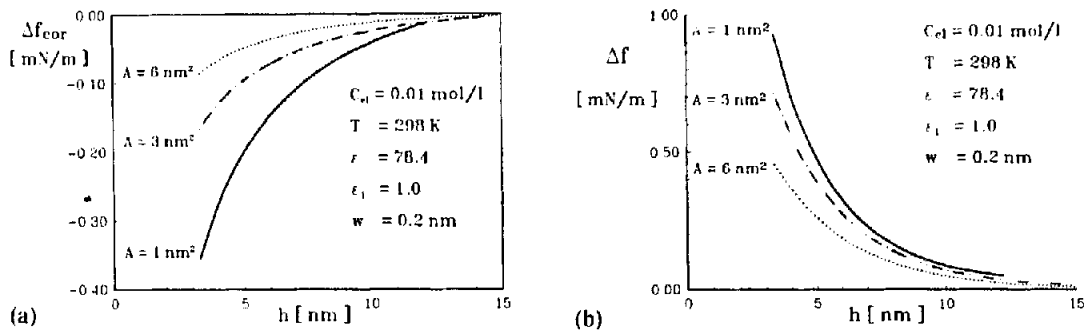 Δf_cor
[mN/m]
0.00
-0.10
-0.20
-0.30
-0.40
A = 6 nm²
A = 3 nm²
A = 1 nm²
C_el = 0.01 mol/l
T = 298 K
ε = 78.4
ε₁ = 1.0
w = 0.2 nm
0
5
10
15
h [nm]
(a)
Δf
[mN/m]
1.00
0.50
0.00
A = 1 nm²
A = 3 nm²
A = 6 nm²
C_el = 0.01 mol/l
T = 298 K
ε = 78.4
ε₁ = 1.0
w = 0.2 nm
0
5
10
15
h [nm]
(b)